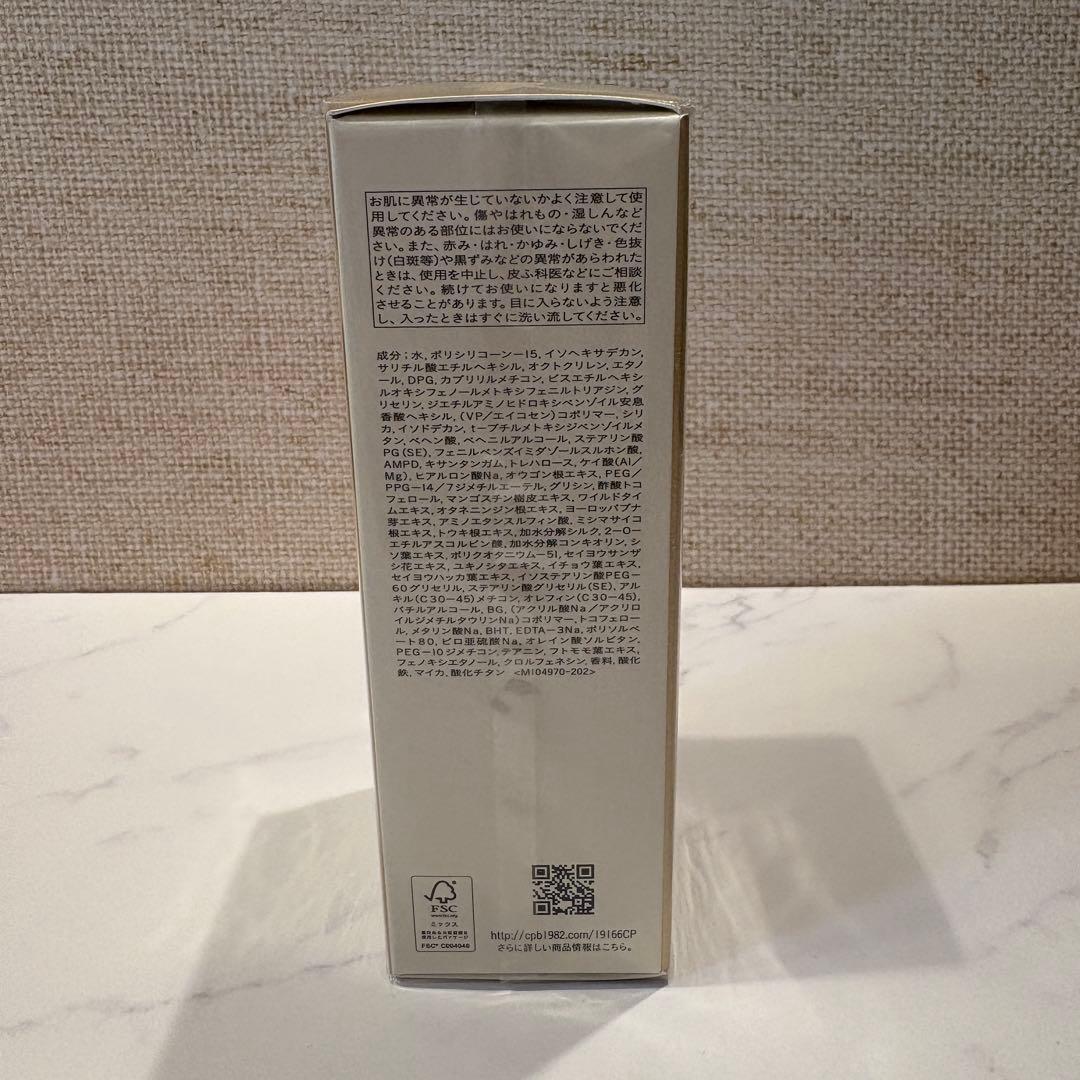 お肌に異常が生じていないかよく注意して使
用してください。傷やはれもの・湿しんなど
異常のある部位にはお使いにならないでくだ
さい。また、赤み・はれ・かゆみ・しげき・色抜
け(白斑等)や黒ずみなどの異常があらわれた
ときは、使用を中止し、皮ふ科医などにご相談
ください。続けてお使いになりますと悪化
させることがあります。目に入らないよう注意
し、入ったときはすぐに洗い流してください。
成分;水,ポリシリコーン-15,イソヘキサデカン,
サリチル酸エチルヘキシル,オクトクリレン,エタノ
ール,DPG,カプリリルメチコン,ビスエチルヘキシ
ルオキシフェノールメトキシフェニルトリアジン,グ
リセリン,ジエチルアミノヒドロキシベンゾイル安息
香酸ヘキシル,(VP/エイコセン)コポリマー,シリ
カ,イソドデカン,t-ブチルメトキシジベンゾイルメ
タン,ベヘン酸,ベヘニルアルコール,ステアリン酸
PG(SE),フェニルベンズイミダゾールスルホン酸,
AMPD,キサンタンガム,トレハロース,ケイ酸(Al/
Mg),ヒアルロン酸Na,オウゴン根エキス,PEG/
PPG-14/7ジメチルエーテル,グリシン,酢酸トコ
フェロール,マンゴスチン樹皮エキス,ワイルドタイ
ムエキス,オタネニンジン根エキス,ヨーロッパブナ
芽エキス,アミノエタンスルフィン酸,ミシマサイコ
根エキス,トウキ根エキス,加水分解シルク,2-O-
エチルアスコルビン酸,加水分解コンキオリン,シ
ソ葉エキス,ポリクオタニウム-51,セイヨウサンザ
シ花エキス,ユキノシタエキス,イチョウ葉エキス,
セイヨウハッカ葉エキス,イソステアリン酸PEG-
60グリセリル,ステアリン酸グリセリル(SE),アル
キル(C30-45)メチコン,オレフィン(C30-45),
バチルアルコール,BG,(アクリル酸Na/アクリロ
イルジメチルタウリンNa)コポリマー,トコフェロ
ール,メタリン酸Na,BHT,EDTA-3Na,ポリソルベ
ート80,ピロ亜硫酸Na,オレイン酸ソルビタン,
PEG-10ジメチコン,テアニン,フトモモ葉エキス,
フェノキシエタノール,クロルフェネシン,香料,酸化
鉄,マイカ,酸化チタン <M104970-202>
FSC
www.fsc.org
ミックス
責任ある木質資源を
使用したパッケージ
FSC® C004046
http://cpb1982.com/19166CP
さらに詳しい商品情報はこちら。